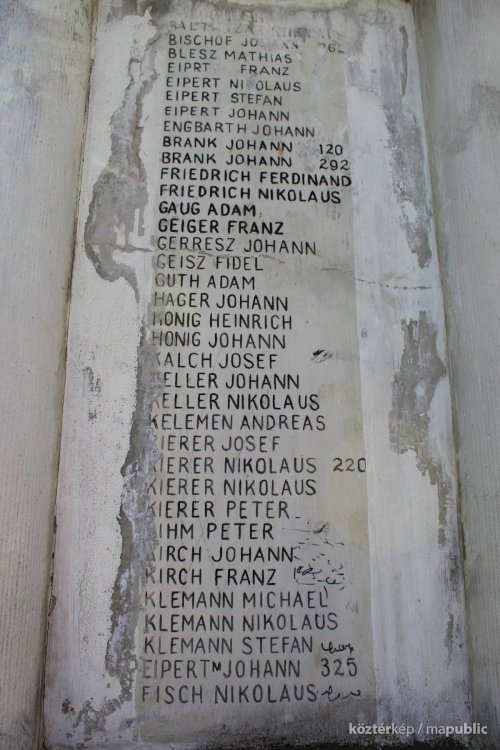 BISCHOF JOHANN
BLESZ MATHIAS
EIPRT FRANZ
EIPERT NIKOLAUS
EIPERT STEFAN
EIPERT JOHANN
ENGBARTH JOHANN
BRANK JOHANN 120
BRANK JOHANN 292
FRIEDRICH FERDINAND
FRIEDRICH NIKOLAUS
GAUG ADAM
GEIGER FRANZ
GERRESZ JOHANN
GEISZ FIDEL
GUTH ADAM
HAGER JOHANN
HONIG HEINRICH
HONIG JOHANN
KALCH JOSEF
KELLER JOHANN
KELLER NIKOLAUS
KELEMEN ANDREAS
KIERER JOSEF
KIERER NIKOLAUS 220
KIERER NIKOLAUS
KIERER PETER
KIHM PETER
KIRCH JOHANN
KIRCH FRANZ
KLEMANN MICHAEL
KLEMANN NIKOLAUS
KLEMANN STEFAN
EIPERT JOHANN 325
FISCH NIKOLAUS
köztérkép / mapublic